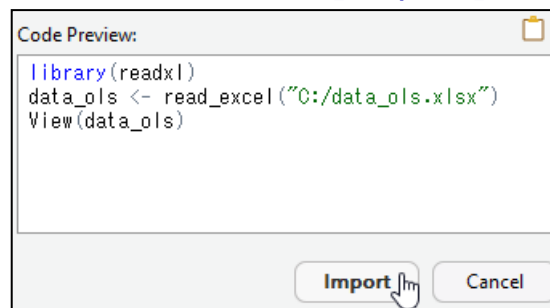 Code Preview:
library(readxl)
data_ols <- read_excel("C:/data_ols.xlsx")
View(data_ols)
Import
Cancel